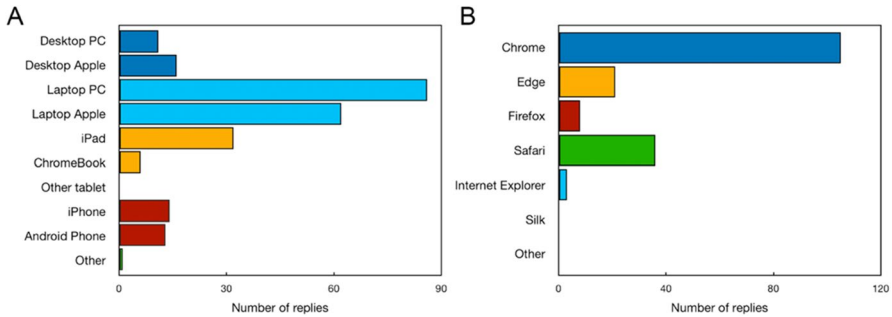 A
Desktop PC
Desktop Apple
Laptop PC
Laptop Apple
iPad
ChromeBook
Other tablet
iPhone
Android Phone
Other
0 30 60 90
Number of replies
B
Chrome
Edge
Firefox
Safari
Internet Explorer
Silk
Other
0 40 80 120
Number of replies